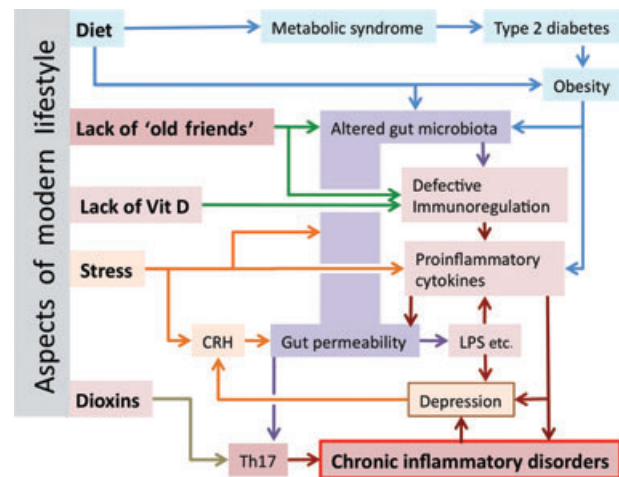 Aspects of modern lifestyle
Diet
Metabolic syndrome
Type 2 diabetes
Obesity
Lack of ‘old friends’
Altered gut microbiota
Lack of Vit D
Defective
Immunoregulation
Stress
Proinflammatory
cytokines
CRH
Gut permeability
LPS etc.
Dioxins
Depression
Th17
Chronic inflammatory disorders